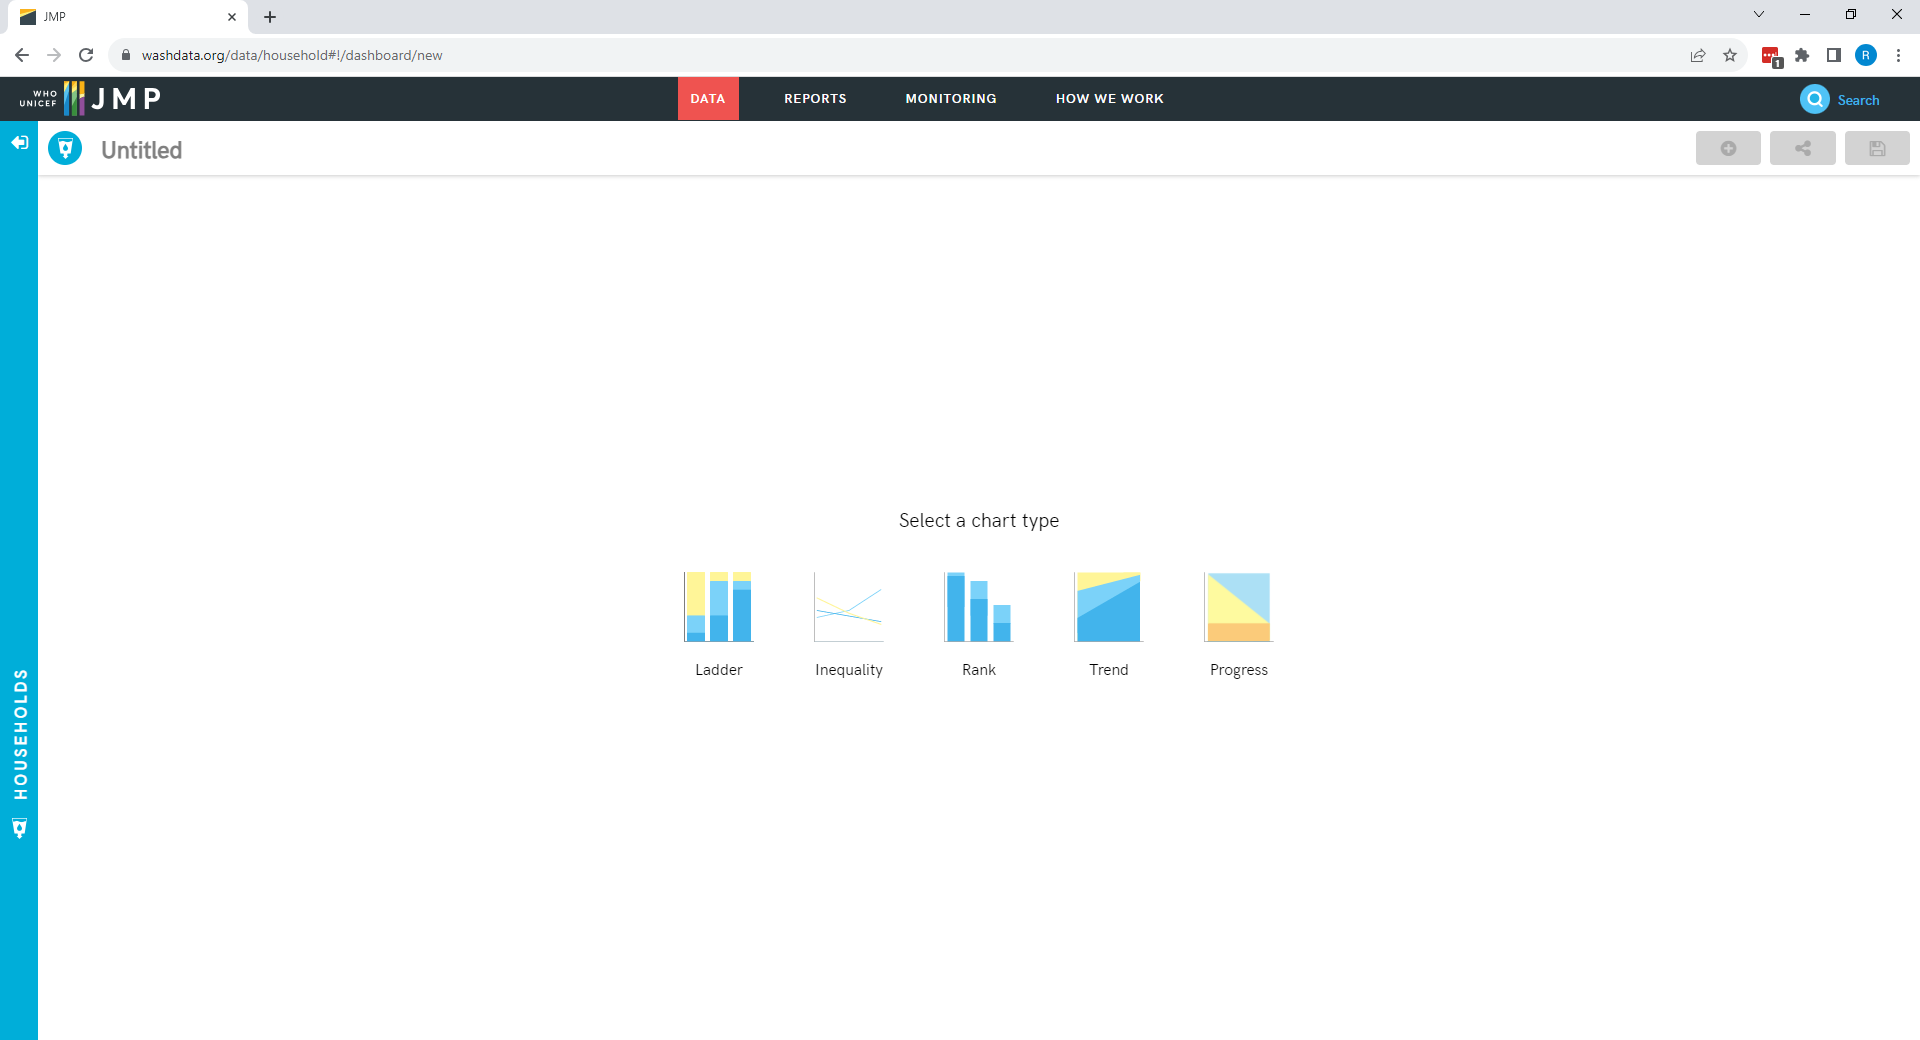 JMP
washdata.org/data/household#!/dashboard/new
1
R
WHO
UNICEF
JMP
DATA
REPORTS
MONITORING
HOW WE WORK
Search
Untitled
Select a chart type
Ladder
Inequality
Rank
Trend
Progress
HOUSEHOLDS